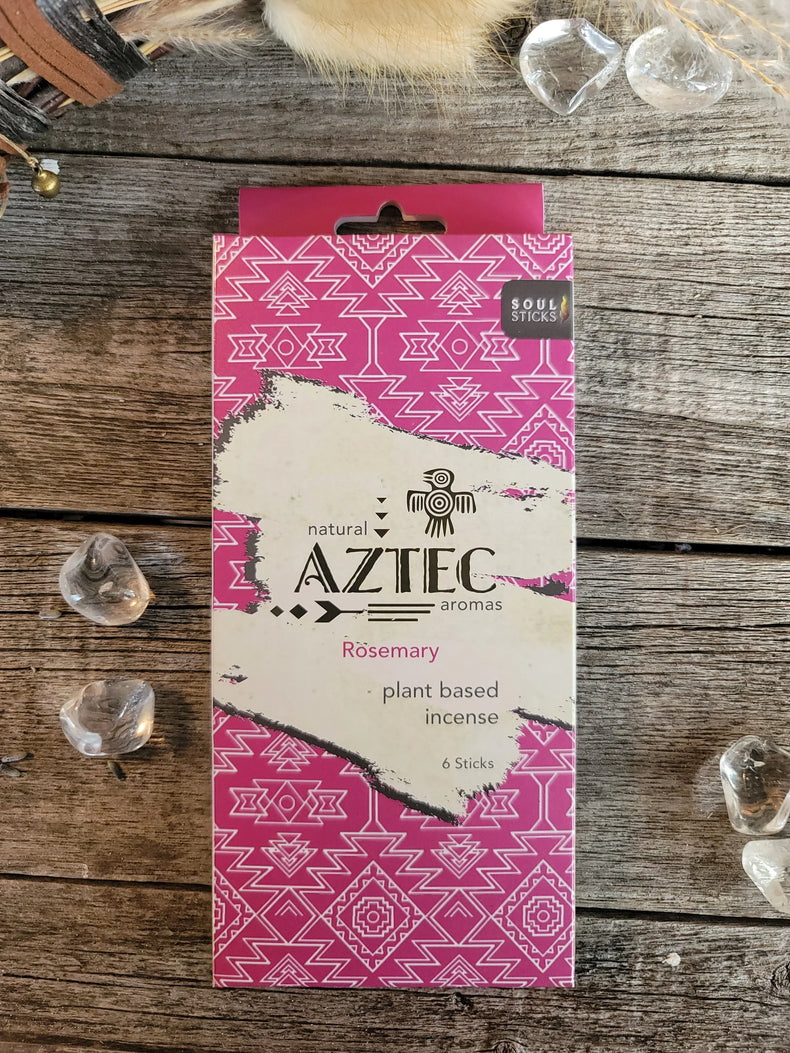 SOUL
STICKS
natural
AZTEC
aromas
Rosemary
plant based
incense
6 Sticks